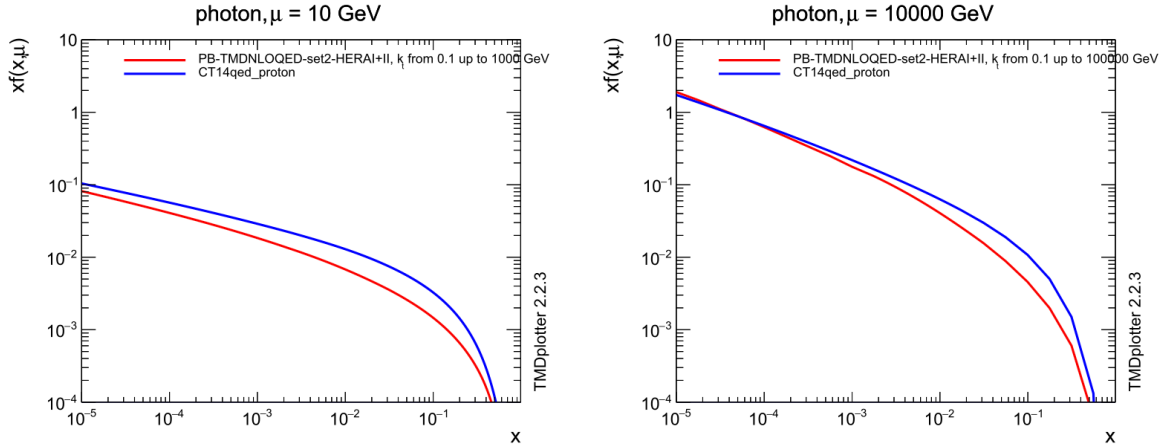 photon, μ = 10 GeV
xf(x,μ)
10
1
10⁻¹
10⁻²
10⁻³
10⁻⁴
PB-TMDNLOQED-set2-HERAI+II, kₜ from 0.1 up to 1000 GeV
CT14qed_proton
TMDplotter 2.2.3
10⁻⁵ 10⁻⁴ 10⁻³ 10⁻² 10⁻¹
x
photon, μ = 10000 GeV
xf(x,μ)
10
1
10⁻¹
10⁻²
10⁻³
10⁻⁴
PB-TMDNLOQED-set2-HERAI+II, kₜ from 0.1 up to 100000 GeV
CT14qed_proton
TMDplotter 2.2.3
10⁻⁵ 10⁻⁴ 10⁻³ 10⁻² 10⁻¹
x